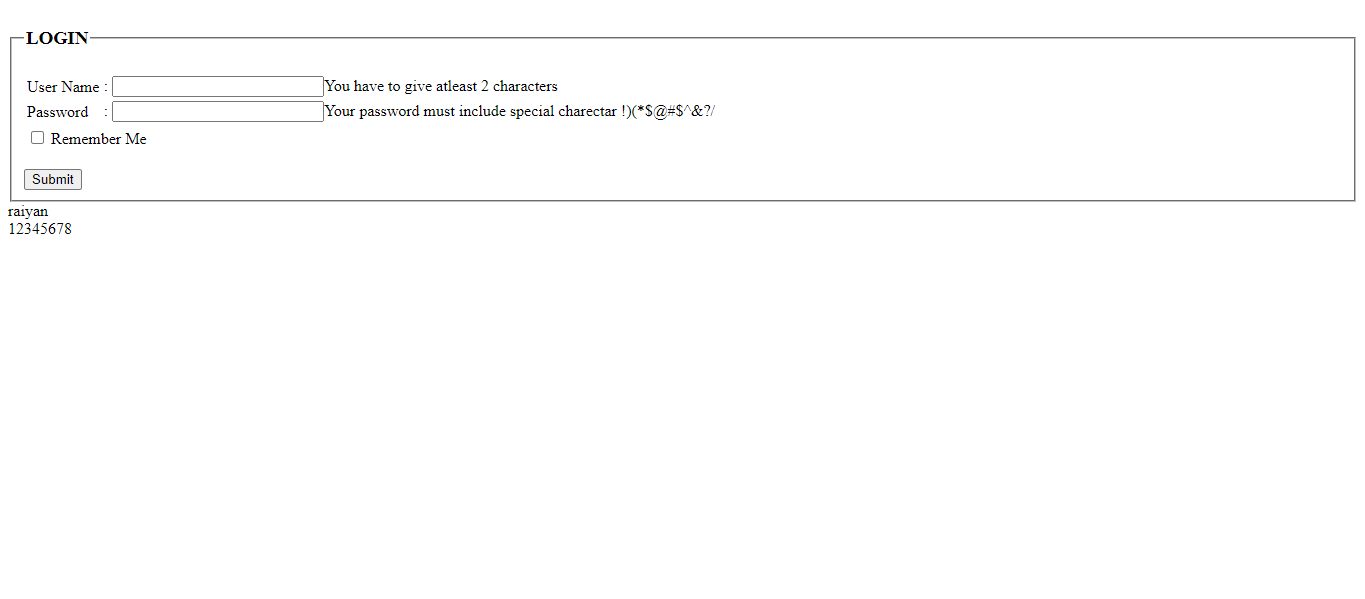 LOGIN
User Name : You have to give atleast 2 characters
Password : Your password must include special charectar !)(*$@#$^&?/
Remember Me
Submit
raiyan
12345678